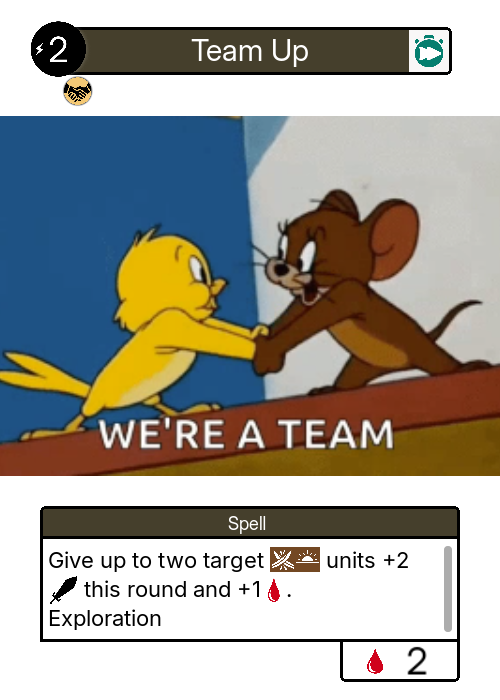 2
Team Up
WE'RE A TEAM
Spell
Give up to two target units +2
this round and +1 .
Exploration
2